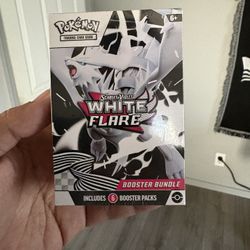 POKÉMON
TRADING CARD GAME
6+
SCARLET & VIOLET
WHITE
FLARE
BOOSTER BUNDLE
INCLUDES 6 BOOSTER PACKS